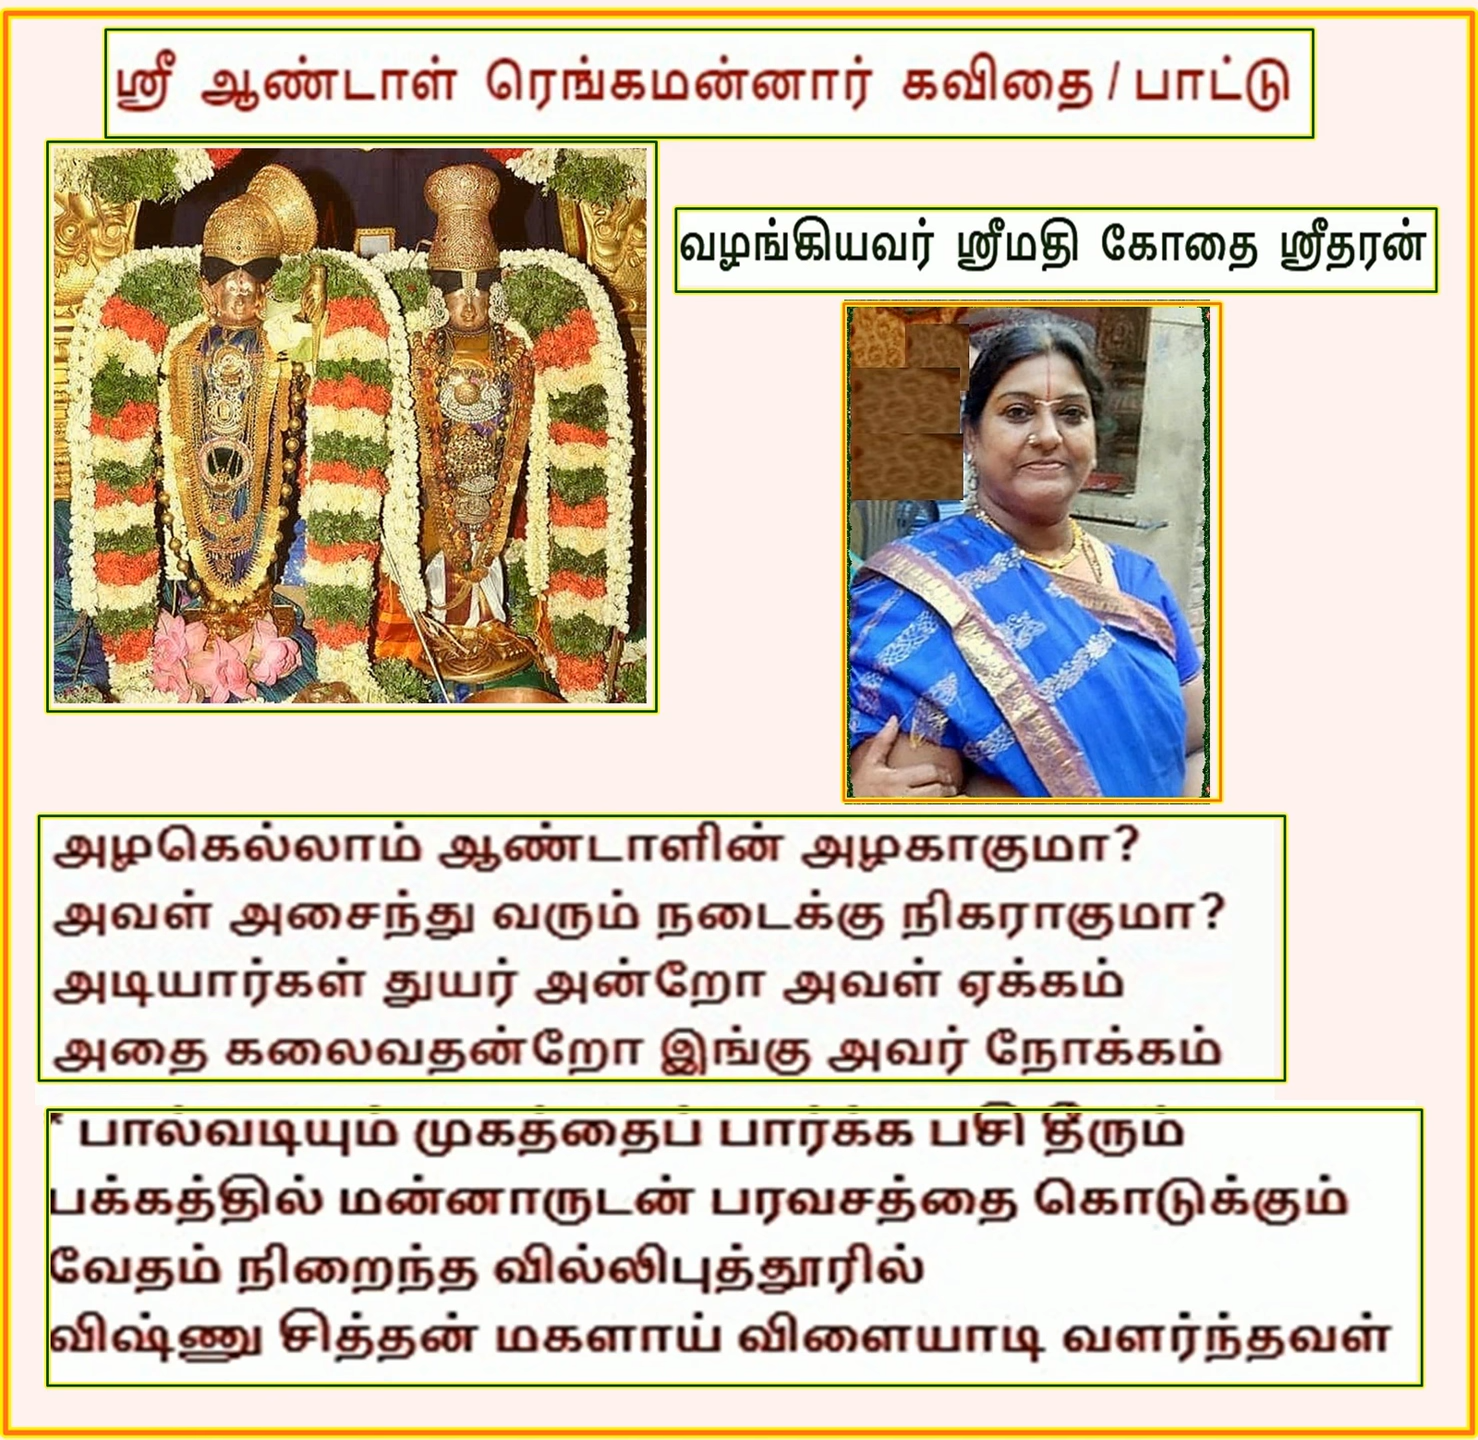 ஸ்ரீ ஆண்டாள் ரெங்கமன்னார் கவிதை / பாட்டு
வழங்கியவர் ஸ்ரீமதி கோதை ஸ்ரீதரன்
அழகெல்லாம் ஆண்டாளின் அழகாகுமா?
அவள் அசைந்து வரும் நடைக்கு நிகராகுமா?
அடியார்கள் துயர் அன்றோ அவள் ஏக்கம்
அதை கலைவதன்றோ இங்கு அவர் நோக்கம்
பால்வடியும் முகத்தைப் பார்க்க பசி தீரும்
பக்கத்தில் மன்னாருடன் பரவசத்தை கொடுக்கும்
வேதம் நிறைந்த வில்லிபுத்தூரில்
விஷ்ணு சித்தன் மகளாய் விளையாடி வளர்ந்தவள்